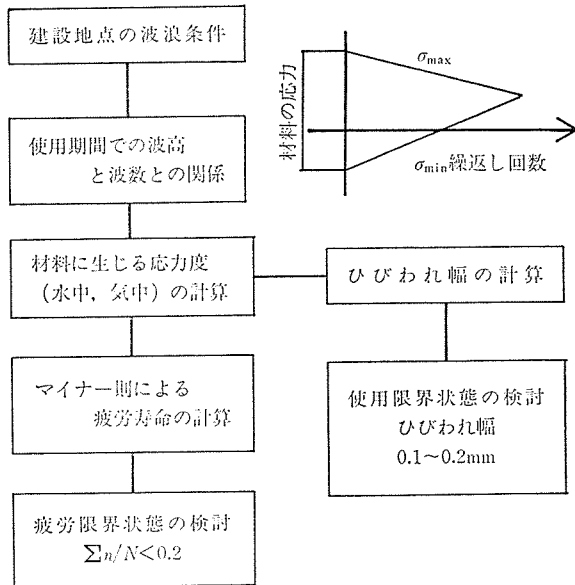 建設地点の波浪条件
使用期間での波高
と波数との関係
材料に生じる応力度
(水中，気中)の計算
マイナー則による
疲労寿命の計算
疲労限界状態の検討
∑n/N<0.2
材料の応力
σmax
σmin繰返し回数
ひびわれ幅の計算
使用限界状態の検討
ひびわれ幅
0.1～0.2mm